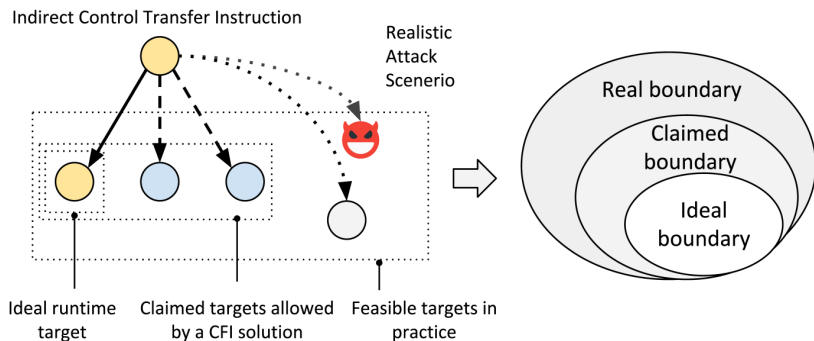 Indirect Control Transfer Instruction
Realistic
Attack
Scenerio
Ideal runtime
target
Claimed targets allowed
by a CFI solution
Feasible targets in
practice
Real boundary
Claimed
boundary
Ideal
boundary